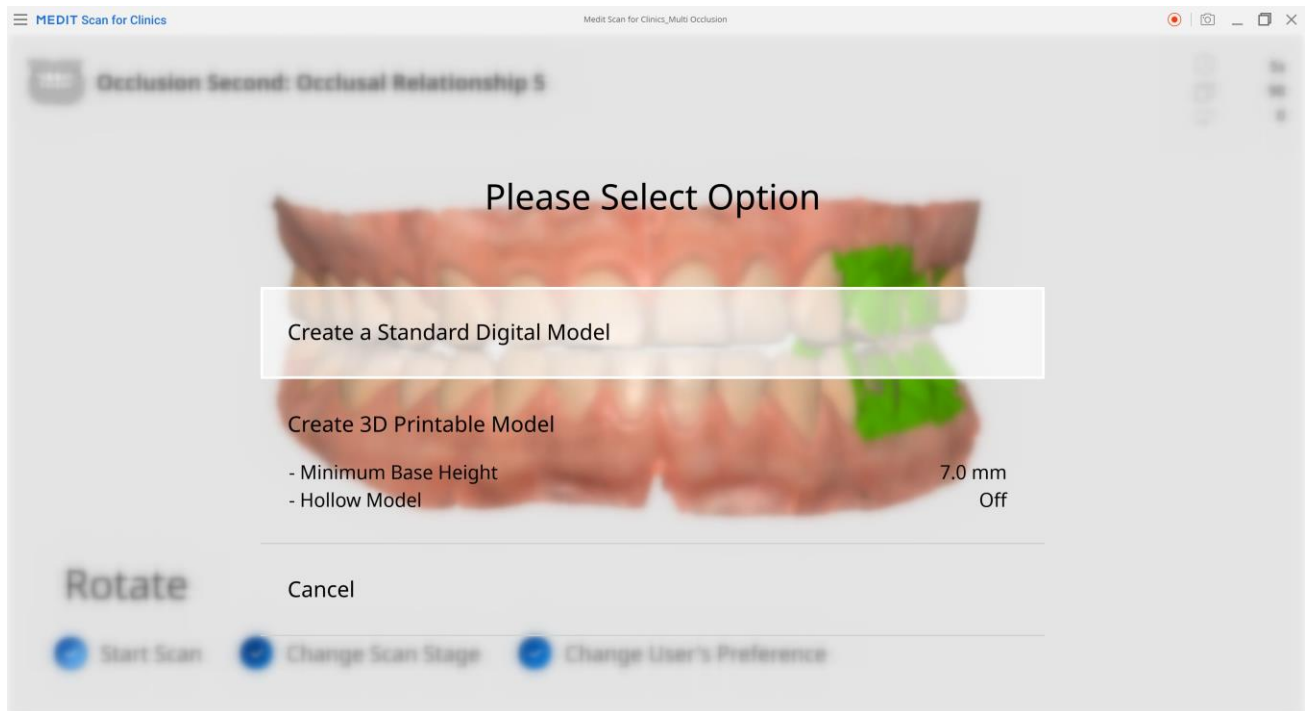 MEDIT Scan for Clinics
Medit Scan for Clinics_Multi Occlusion
Occlusion Second: Occlusal Relationship 5
Please Select Option
Create a Standard Digital Model
Create 3D Printable Model
- Minimum Base Height 7.0 mm
- Hollow Model Off
Rotate
Cancel
Start Scan Change Scan Stage Change User's Preference